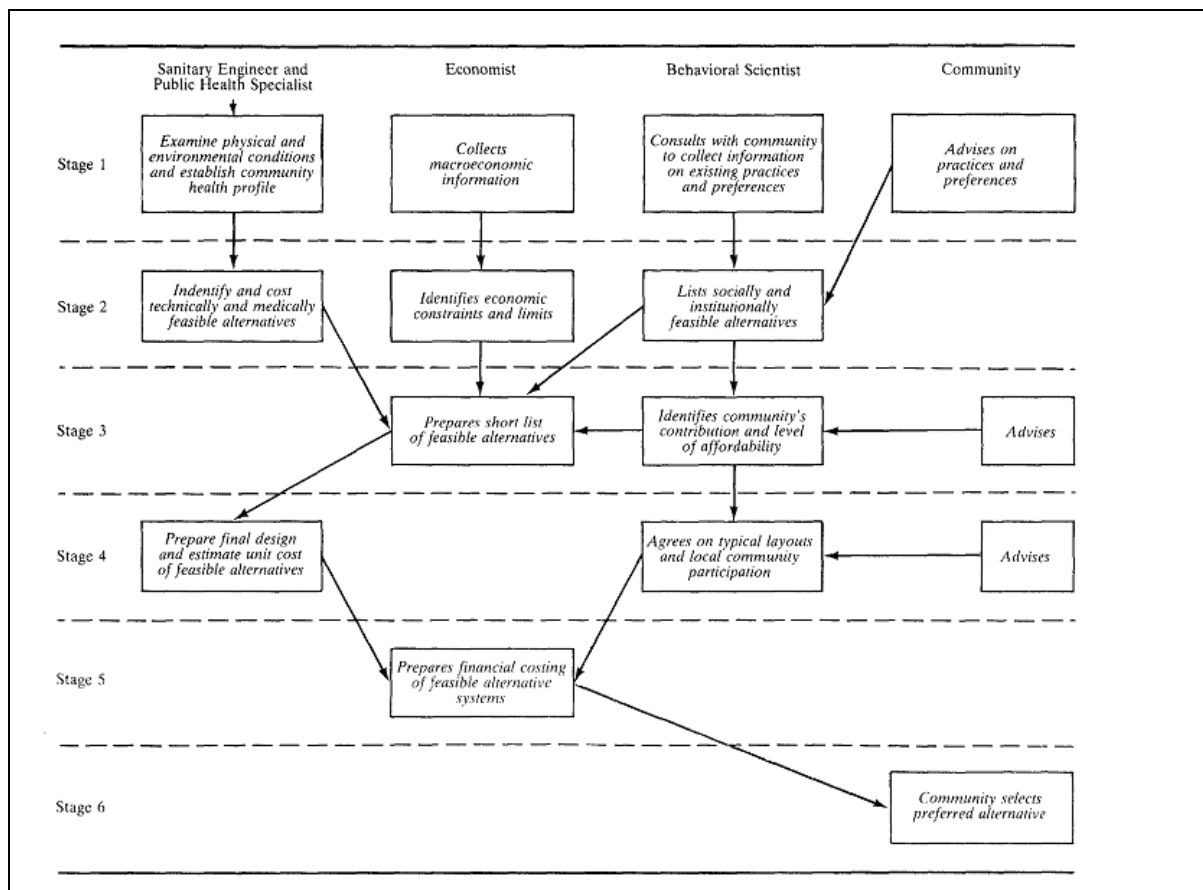 Sanitary Engineer and
Public Health Specialist
Economist
Behavioral Scientist
Community
Stage 1
Examine physical and
environmental conditions
and establish community
health profile
Collects
macroeconomic
information
Consults with community
to collect information
on existing practices
and preferences
Advises on
practices and
preferences
Stage 2
Indentify and cost
technically and medically
feasible alternatives
Identifies economic
constraints and limits
Lists socially and
institutionally
feasible alternatives
Stage 3
Prepares short list
of feasible alternatives
Identifies community's
contribution and level
of affordability
Advises
Stage 4
Prepare final design
and estimate unit cost
of feasible alternatives
Agrees on typical layouts
and local community
participation
Advises
Stage 5
Prepares financial costing
of feasible alternative
systems
Stage 6
Community selects
preferred alternative